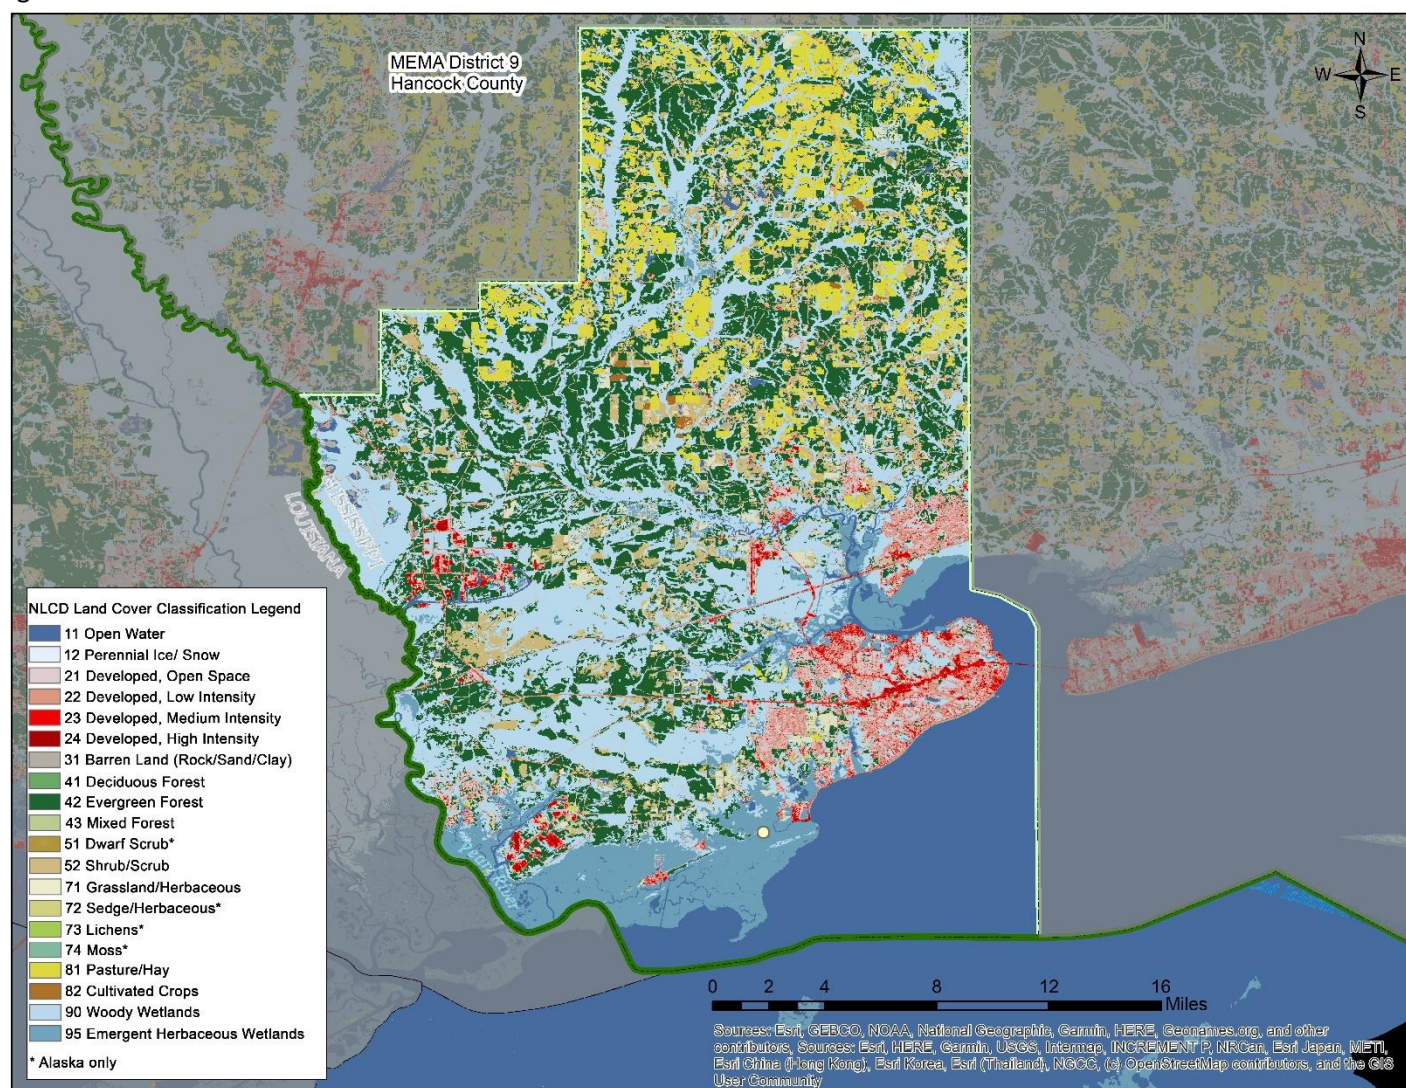 MEMA District 9
Hancock County
N
W E
S
MISSISSIPPI
LOUISIANA
NLCD Land Cover Classification Legend
11 Open Water
12 Perennial Ice/ Snow
21 Developed, Open Space
22 Developed, Low Intensity
23 Developed, Medium Intensity
24 Developed, High Intensity
31 Barren Land (Rock/Sand/Clay)
41 Deciduous Forest
42 Evergreen Forest
43 Mixed Forest
51 Dwarf Scrub*
52 Shrub/Scrub
71 Grassland/Herbaceous
72 Sedge/Herbaceous*
73 Lichens*
74 Moss*
81 Pasture/Hay
82 Cultivated Crops
90 Woody Wetlands
95 Emergent Herbaceous Wetlands
* Alaska only
Pearl River
0 2 4 8 12 16
Miles
Sources: Esri, GEBCO, NOAA, National Geographic, Garmin, HERE, Geonames.org, and other
contributors, Sources: Esri, HERE, Garmin, USGS, Intermap, INCREMENT P, NRCan, Esri Japan, METI,
Esri China (Hong Kong), Esri Korea, Esri (Thailand), NGCC, (c) OpenStreetMap contributors, and the GIS
User Community